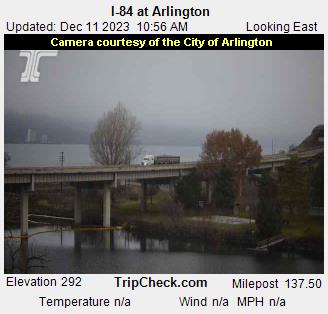 I-84 at Arlington
Updated: Dec 11 2023 10:56 AM Looking East
Camera courtesy of the City of Arlington
Elevation 292 TripCheck.com Milepost 137.50
Temperature n/a Wind n/a MPH n/a